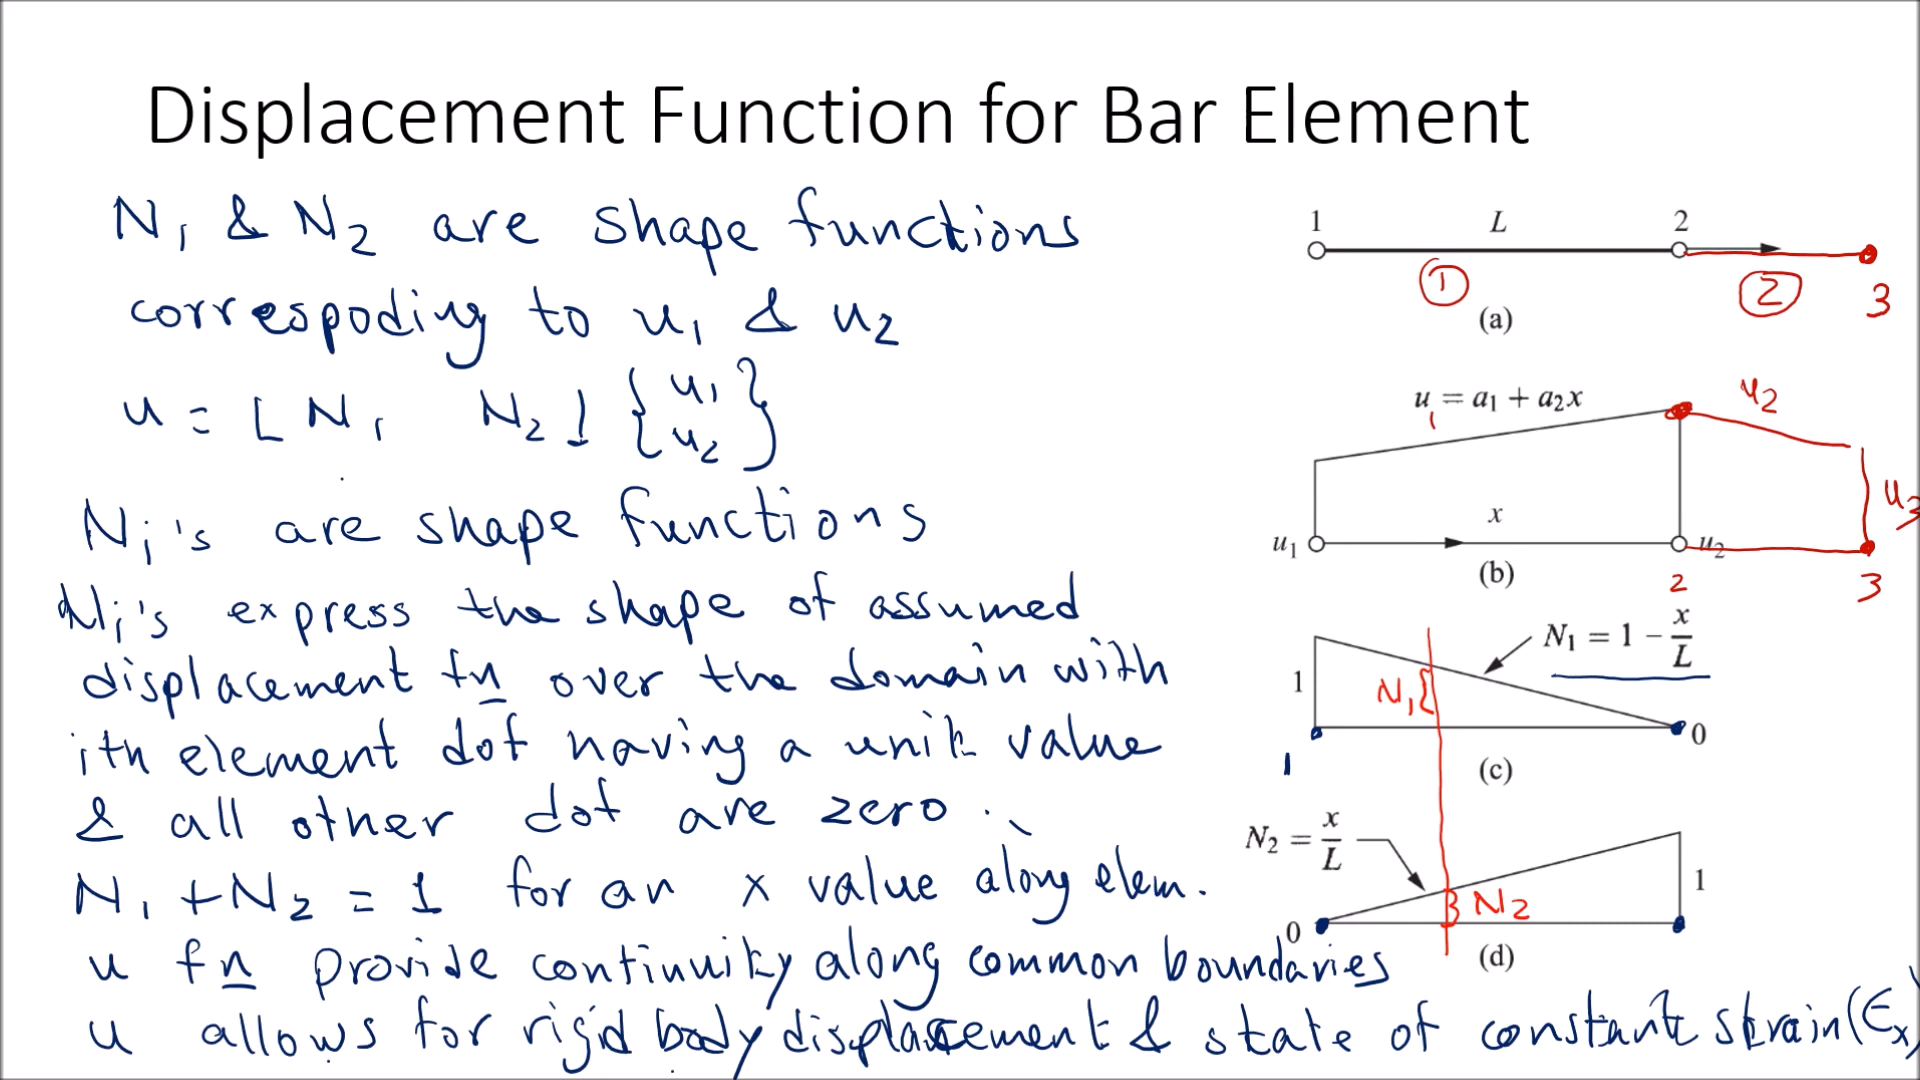 Displacement Function for Bar Element
N₁ & N₂ are shape functions
correspoding to u₁ & u₂
u = ⌊ N₁ N₂ ⌋ { u₁ u₂ }
Nᵢ's are shape functions
Nᵢ's express the shape of assumed
displacement fn over the domain with
ith element dof having a unit value
& all other dof are zero.
N₁ + N₂ = 1 for an x value along elem.
u fn provide continuity along common boundaries
u allows for rigid body displacement & state of constant strain (ϵₓ)
1 L 2
① ② 3
(a)
u = a₁ + a₂x u₂
1
x u₃
u₁ u₂
(b) 2 3
N₁ = 1 − x/L
1 N₁
0
1 (c)
N₂ = x/L
1
N₂
0
(d)